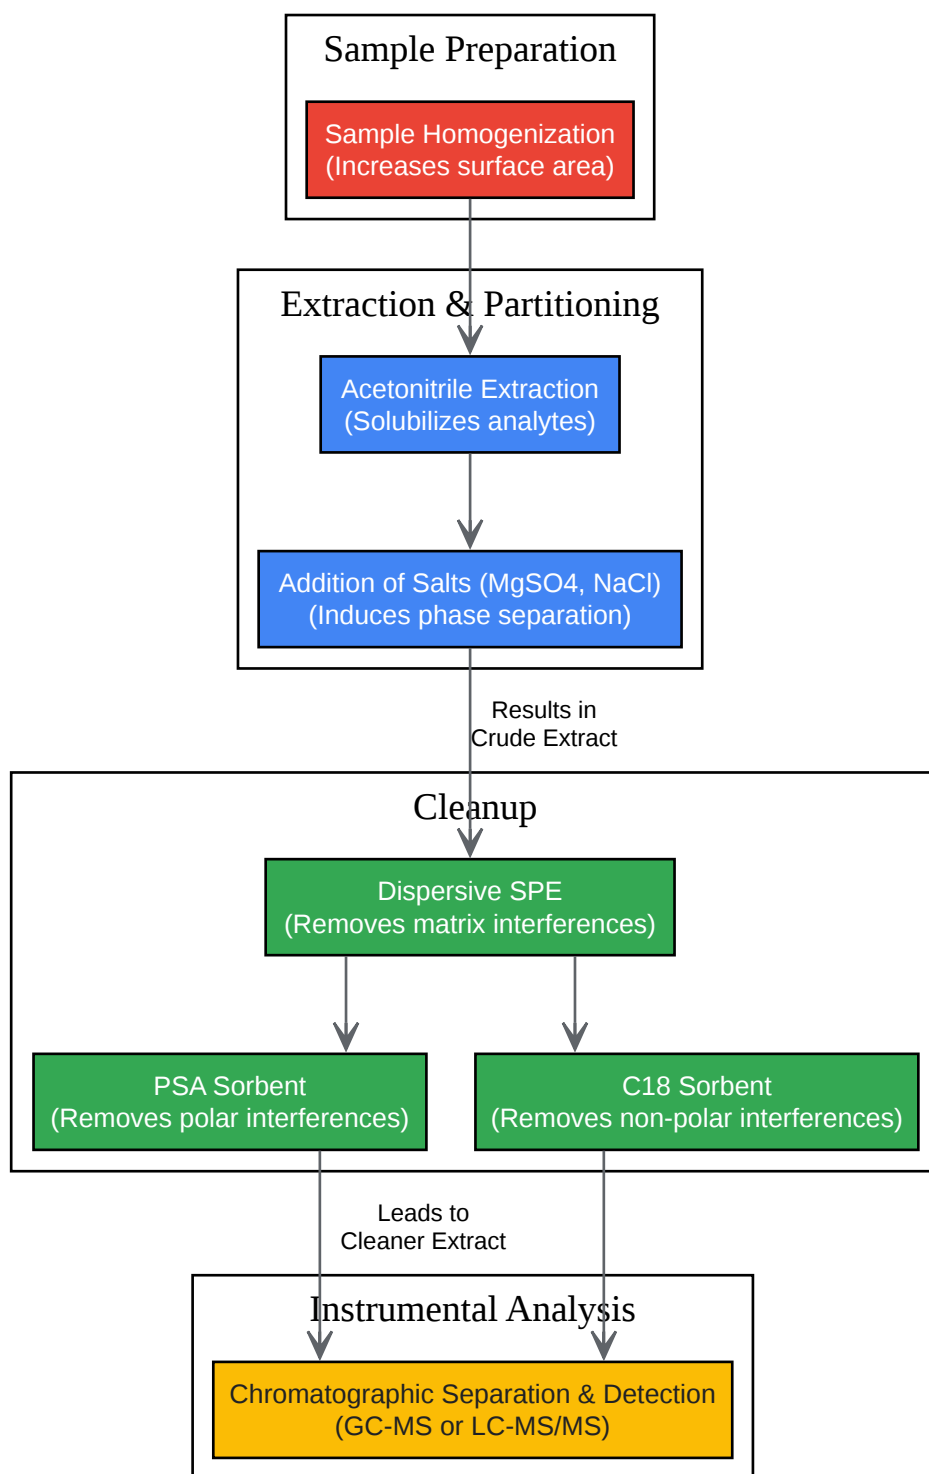 Sample Preparation
Sample Homogenization
(Increases surface area)
Extraction & Partitioning
Acetonitrile Extraction
(Solubilizes analytes)
Addition of Salts (MgSO4, NaCl)
(Induces phase separation)
Results in
Crude Extract
Cleanup
Dispersive SPE
(Removes matrix interferences)
PSA Sorbent
(Removes polar interferences)
C18 Sorbent
(Removes non-polar interferences)
Leads to
Cleaner Extract
Instrumental Analysis
Chromatographic Separation & Detection
(GC-MS or LC-MS/MS)